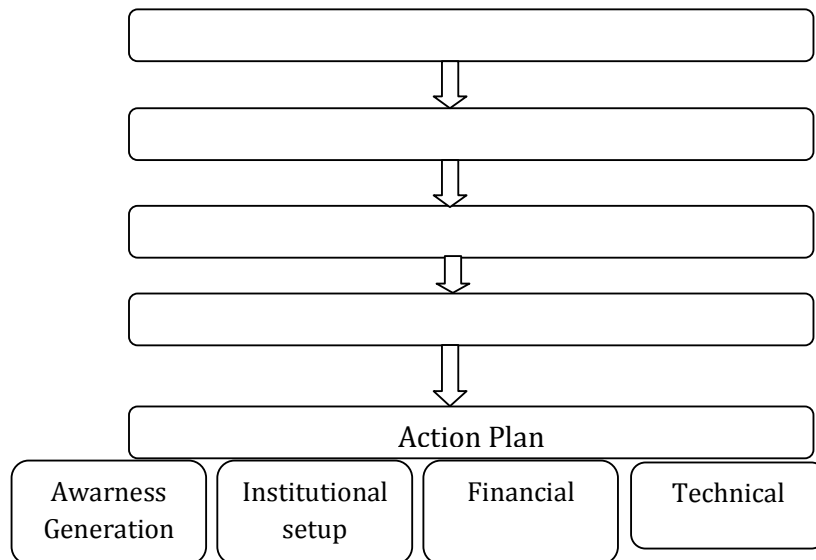 Action Plan
Awarness
Generation
Institutional
setup
Financial
Technical